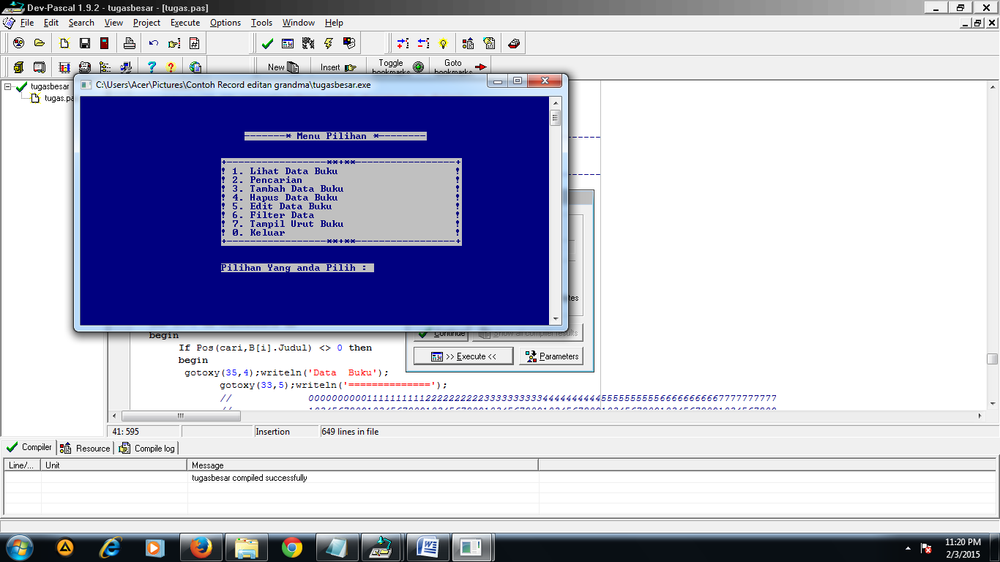 Dev-Pascal 1.9.2 - tugasbesar - [tugas.pas]
File Edit Search View Project Execute Options Tools Window Help
New Insert Toggle bookmarks Goto bookmarks
tugasbesar
tugas.pa
C:\Users\Acer\Pictures\Contoh Record editan grandma\tugasbesar.exe
-------* Menu Pilihan *--------
+-----------------**+**-----------------+
! 1. Lihat Data Buku !
! 2. Pencarian !
! 3. Tambah Data Buku !
! 4. Hapus Data Buku !
! 5. Edit Data Buku !
! 6. Filter Data !
! 7. Tampil Urut Buku !
! 0. Keluar !
+-----------------**+**-----------------+
Pilihan Yang anda Pilih :
Continue Show all compiler results
>> Execute << Parameters
begin
If Pos(cari,B[i].Judul) <> 0 then
begin
gotoxy(35,4);writeln('Data  Buku');
gotoxy(33,5);writeln('==============');
// 00000000001111111111222222222233333333334444444444555555555566666666667777777777
41: 595 Insertion 649 lines in file
Compiler Resource Compile log
Line/... Unit Message
tugasbesar compiled successfully
11:20 PM
2/3/2015